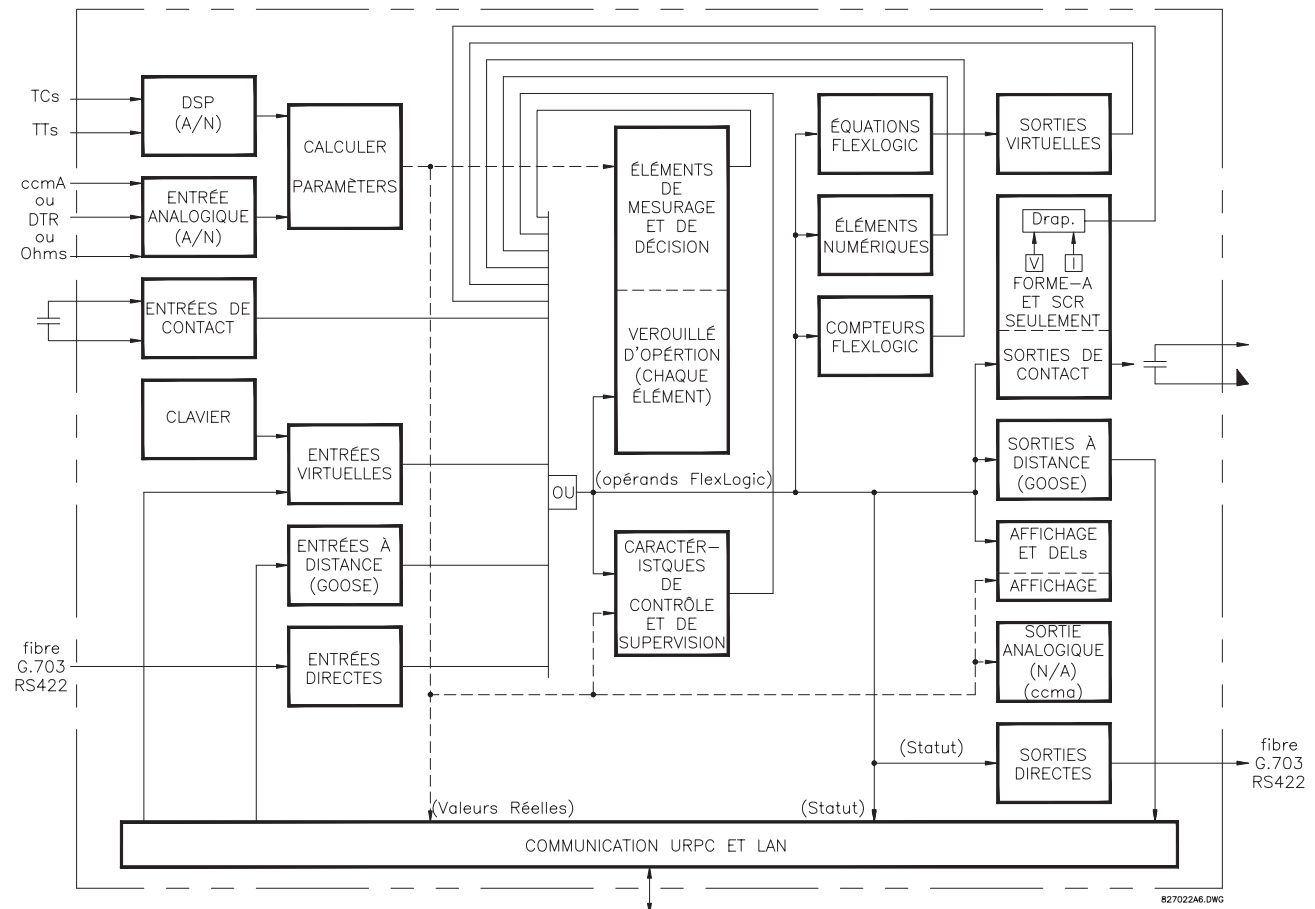 TCs
TTs
DSP
(A/N)
CALCULER
PARAMÈTERS
ccmA
ou
DTR
ou
Ohms
ENTRÉE
ANALOGIQUE
(A/N)
ENTRÉES DE
CONTACT
CLAVIER
ENTRÉES
VIRTUELLES
ENTRÉES À
DISTANCE
(GOOSE)
fibre
G.703
RS422
ENTRÉES
DIRECTES
OU
(opérands FlexLogic)
ÉLÉMENTS
DE
MESURAGE
ET DE
DÉCISION
VEROUILLÉ
D'OPÉRTION
(CHAQUE
ÉLÉMENT)
CARACTÉR-
ISTQUES
DE
CONTRÔLE
ET DE
SUPERVISION
ÉQUATIONS
FLEXLOGIC
ÉLÉMENTS
NUMÉRIQUES
COMPTEURS
FLEXLOGIC
SORTIES
VIRTUELLES
Drap.
V I
FORME-A
ET SCR
SEULEMENT
SORTIES DE
CONTACT
SORTIES À
DISTANCE
(GOOSE)
AFFICHAGE
ET DELs
AFFICHAGE
SORTIE
ANALOGIQUE
(N/A)
(ccma)
(Statut)
SORTIES
DIRECTES
fibre
G.703
RS422
(Valeurs Réelles)
(Statut)
COMMUNICATION URPC ET LAN
827022A6.DWG